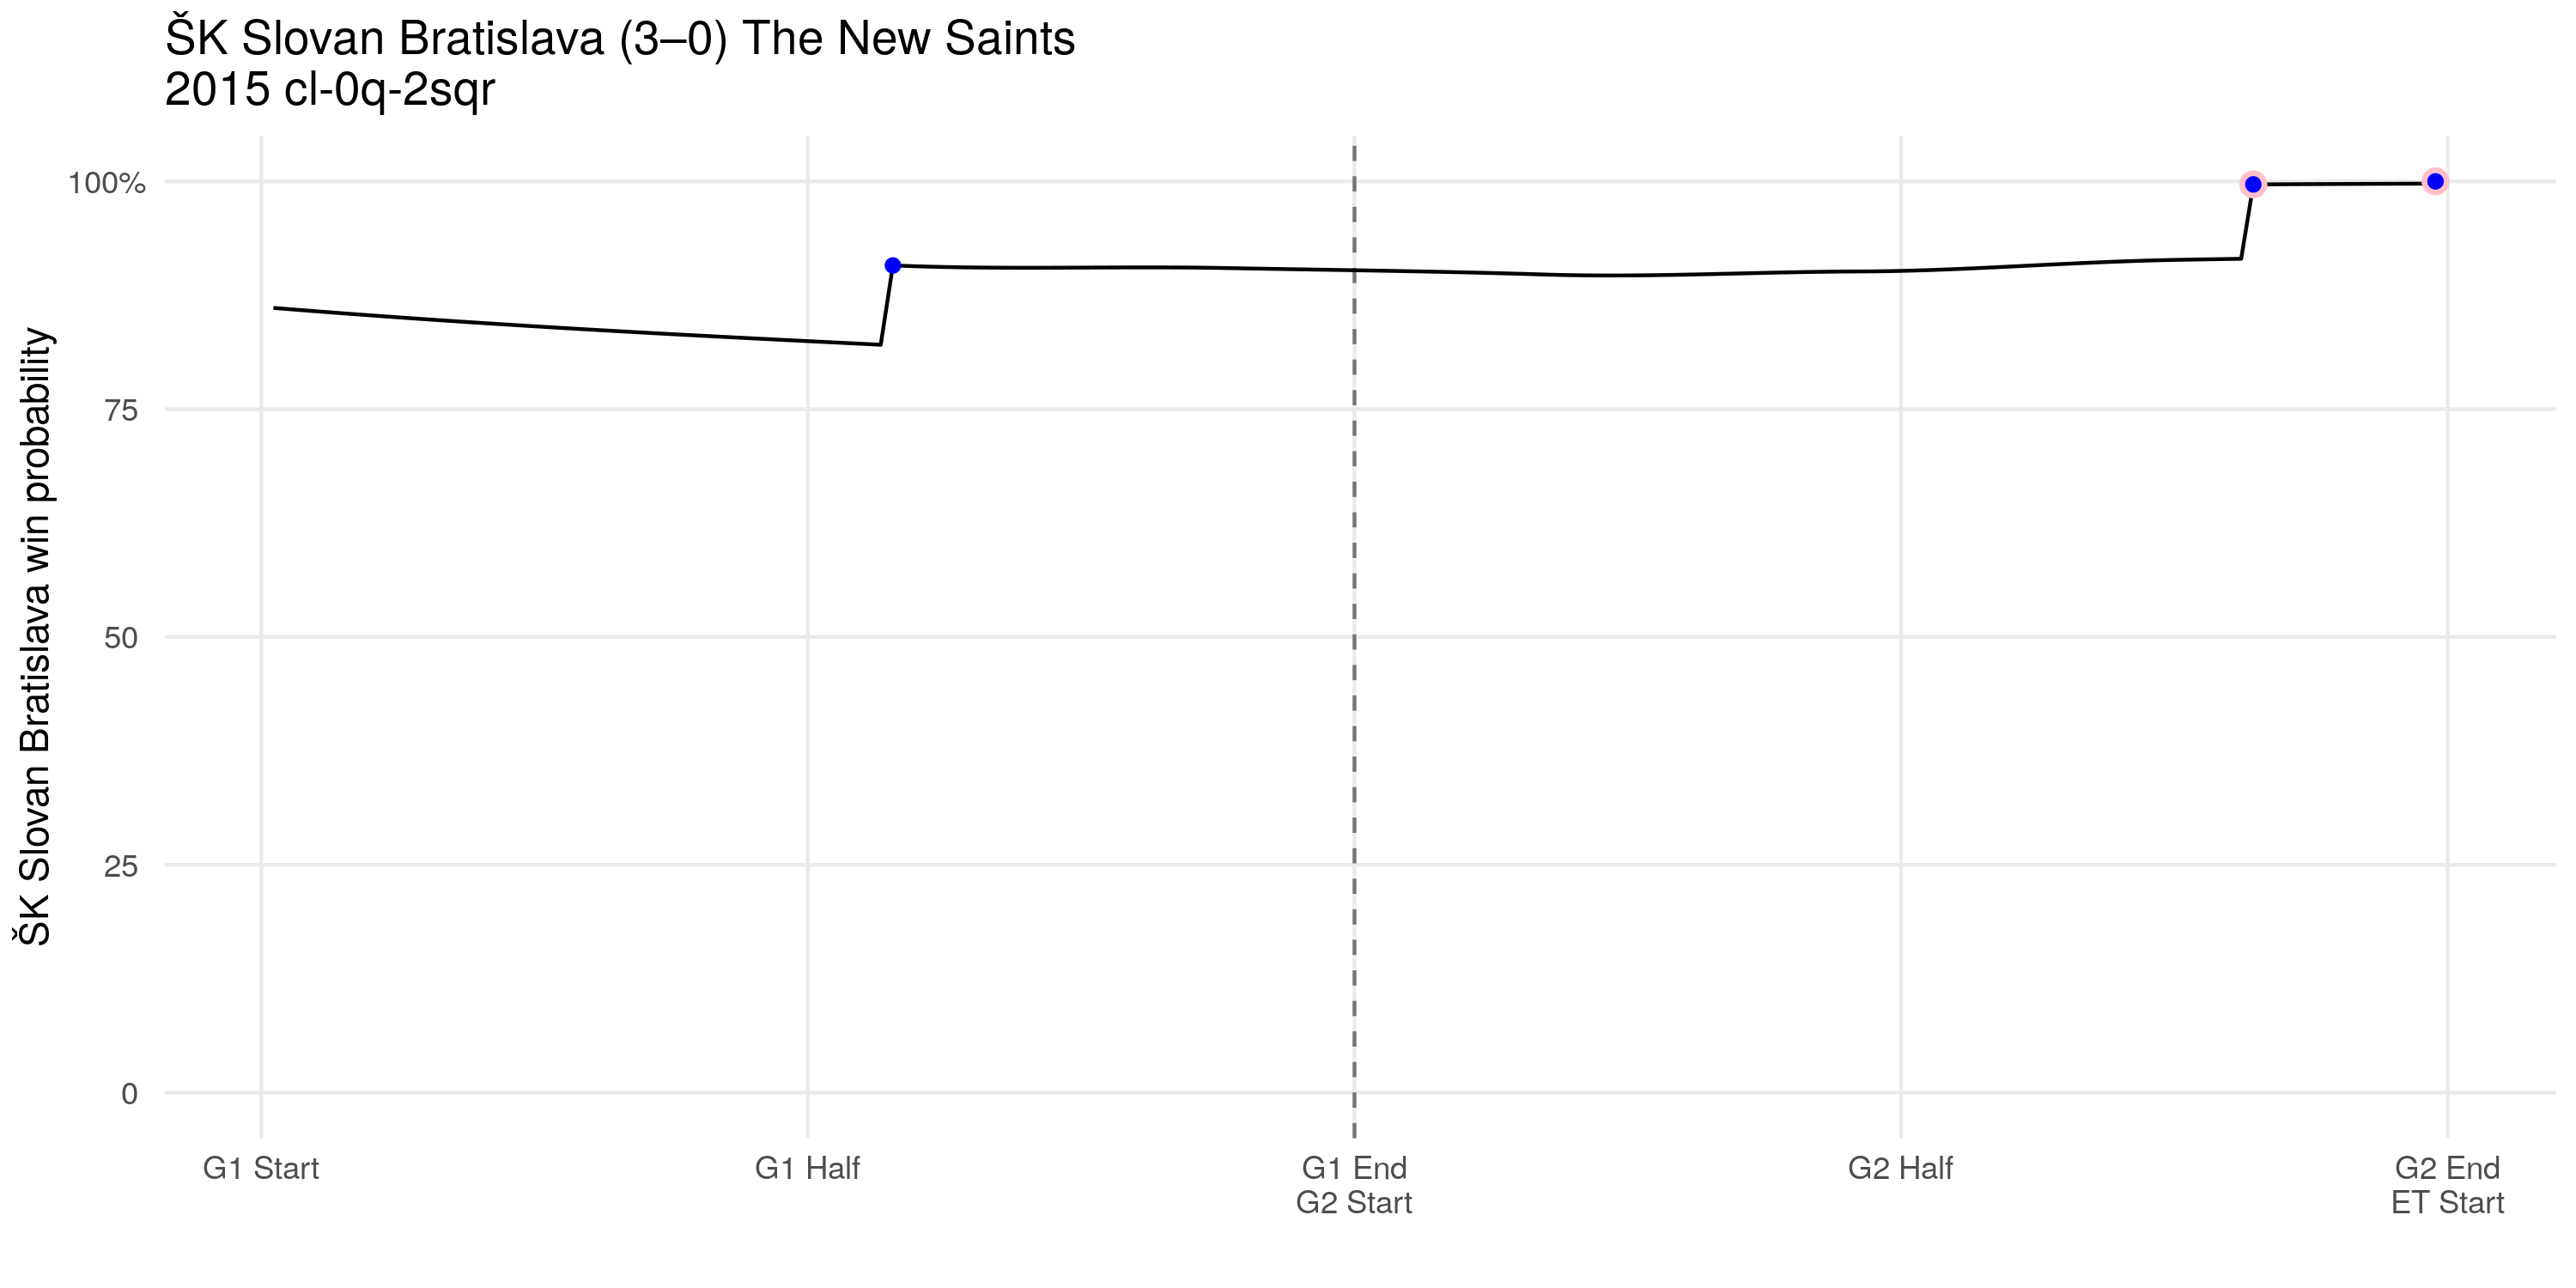 ŠK Slovan Bratislava (3–0) The New Saints
2015 cl-0q-2sqr
ŠK Slovan Bratislava win probability
100%
75
50
25
0
G1 Start
G1 Half
G1 End
G2 Start
G2 Half
G2 End
ET Start